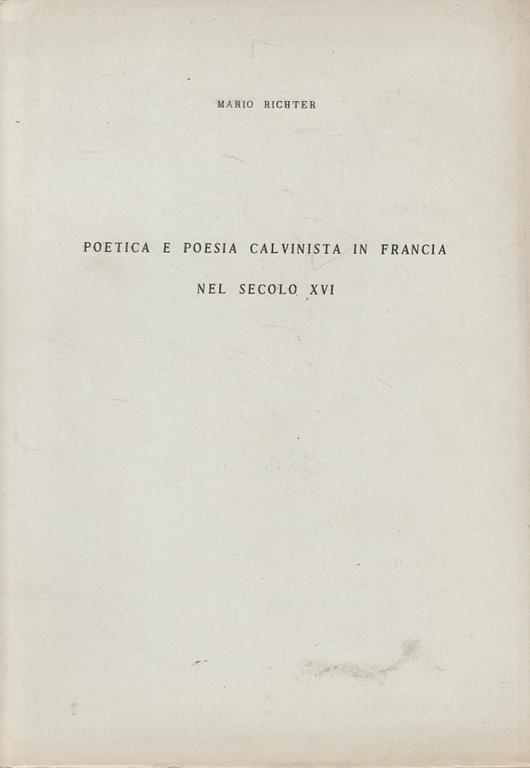 MARIO RICHTER
POETICA E POESIA CALVINISTA IN FRANCIA
NEL SECOLO XVI